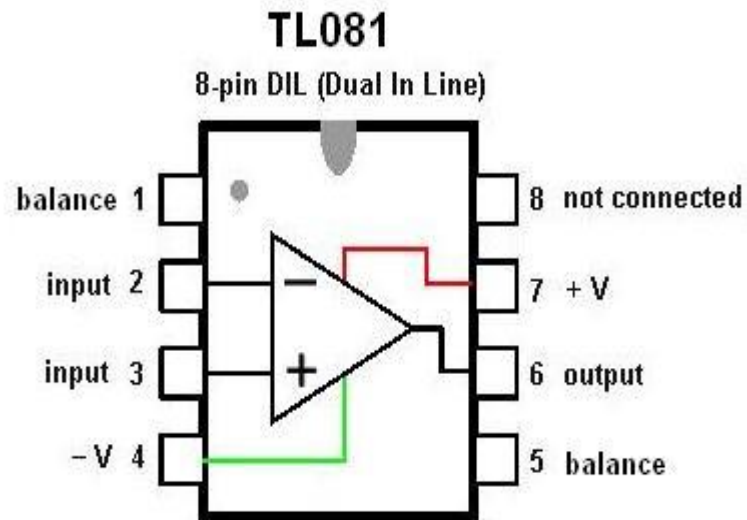 TL081
8-pin DIL (Dual In Line)
balance 1
8 not connected
input 2
−
7 + V
input 3
+
6 output
− V 4
5 balance